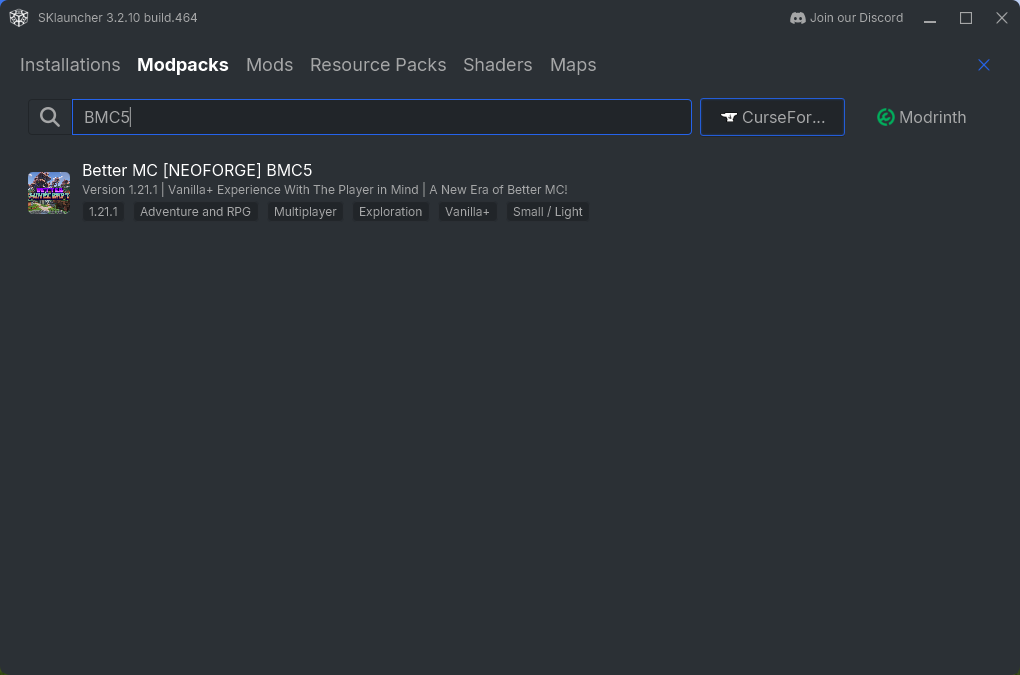 SKlauncher 3.2.10 build.464 Join our Discord
Installations Modpacks Mods Resource Packs Shaders Maps
BMC5 CurseFor... Modrinth
Better MC [NEOFORGE] BMC5
Version 1.21.1 | Vanilla+ Experience With The Player in Mind | A New Era of Better MC!
1.21.1 Adventure and RPG Multiplayer Exploration Vanilla+ Small / Light